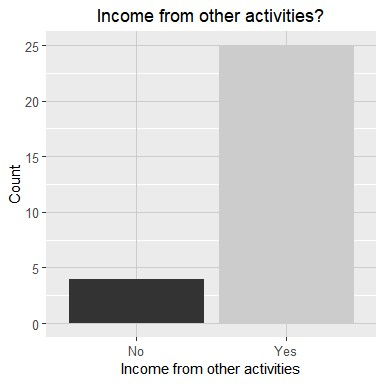 Income from other activities?
25
20
15
10
5
0
Count
No Yes
Income from other activities